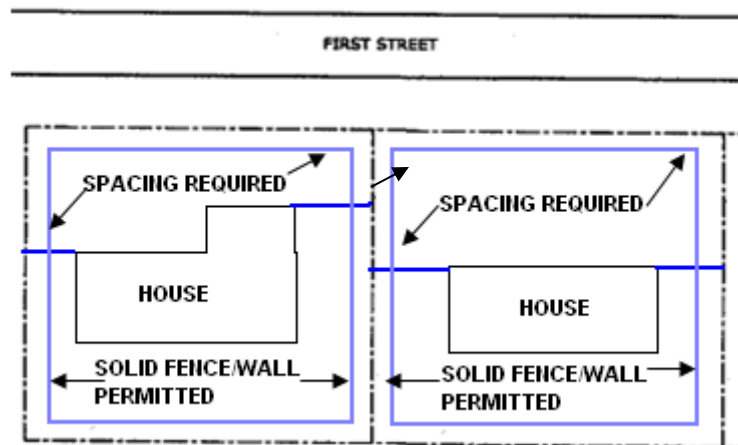 FIRST STREET
SPACING REQUIRED
HOUSE
SOLID FENCE/WALL
PERMITTED
SPACING REQUIRED
HOUSE
SOLID FENCE/WALL
PERMITTED